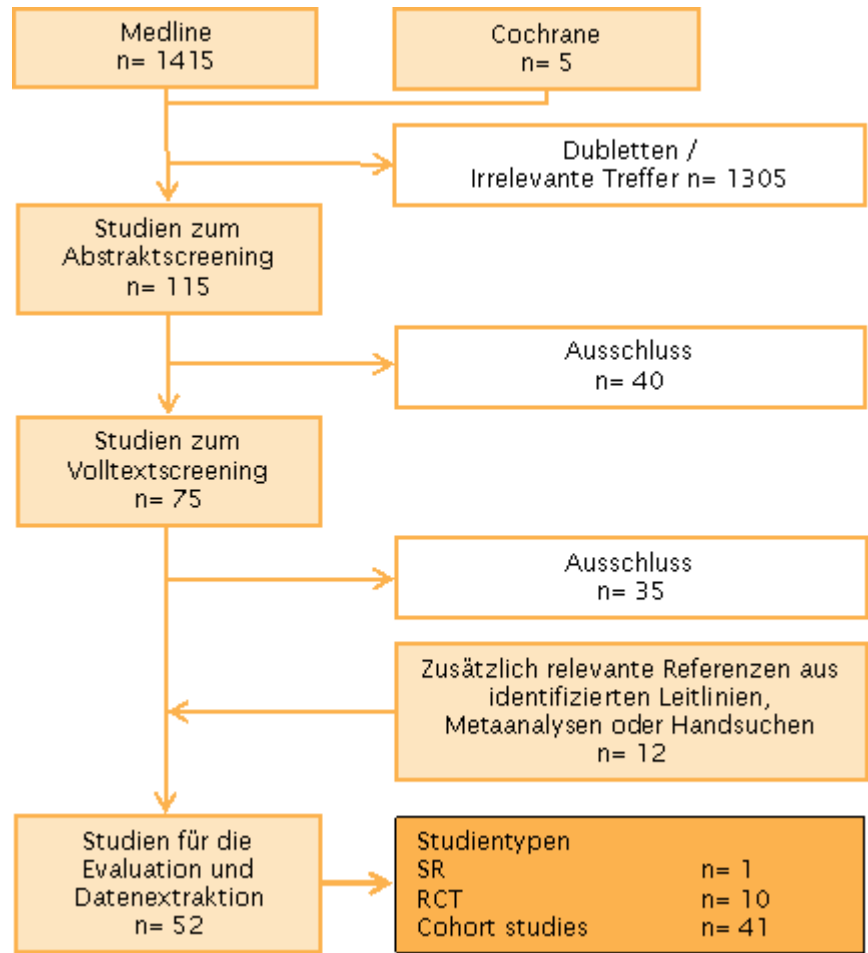 Medline
n= 1415
Cochrane
n= 5
Dubletten /
Irrelevante Treffer n= 1305
Studien zum
Abstraktscreening
n= 115
Ausschluss
n= 40
Studien zum
Volltextscreening
n= 75
Ausschluss
n= 35
Zusätzlich relevante Referenzen aus
identifizierten Leitlinien,
Metaanalysen oder Handsuchen
n= 12
Studien für die
Evaluation und
Datenextraktion
n= 52
Studientypen
SR n= 1
RCT n= 10
Cohort studies n= 41